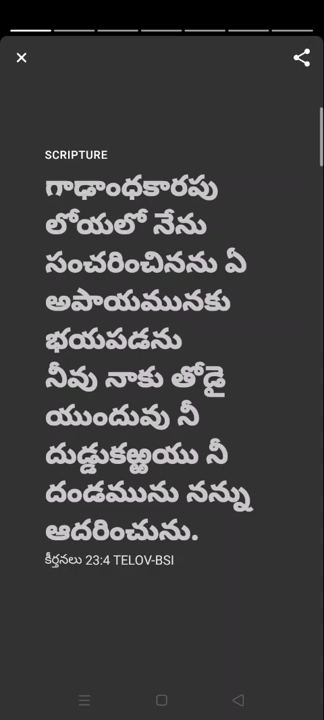 SCRIPTURE
గాఢాంధకారపు
లోయలో నేను
సంచరించినను ఏ
అపాయమునకు
భయపడను
నీవు నాకు తోడై
యుందువు నీ
దుడ్డుకఱ్ఱయు నీ
దండమును నన్ను
ఆదరించును.
కీర్తనలు 23:4 TELOV-BSI